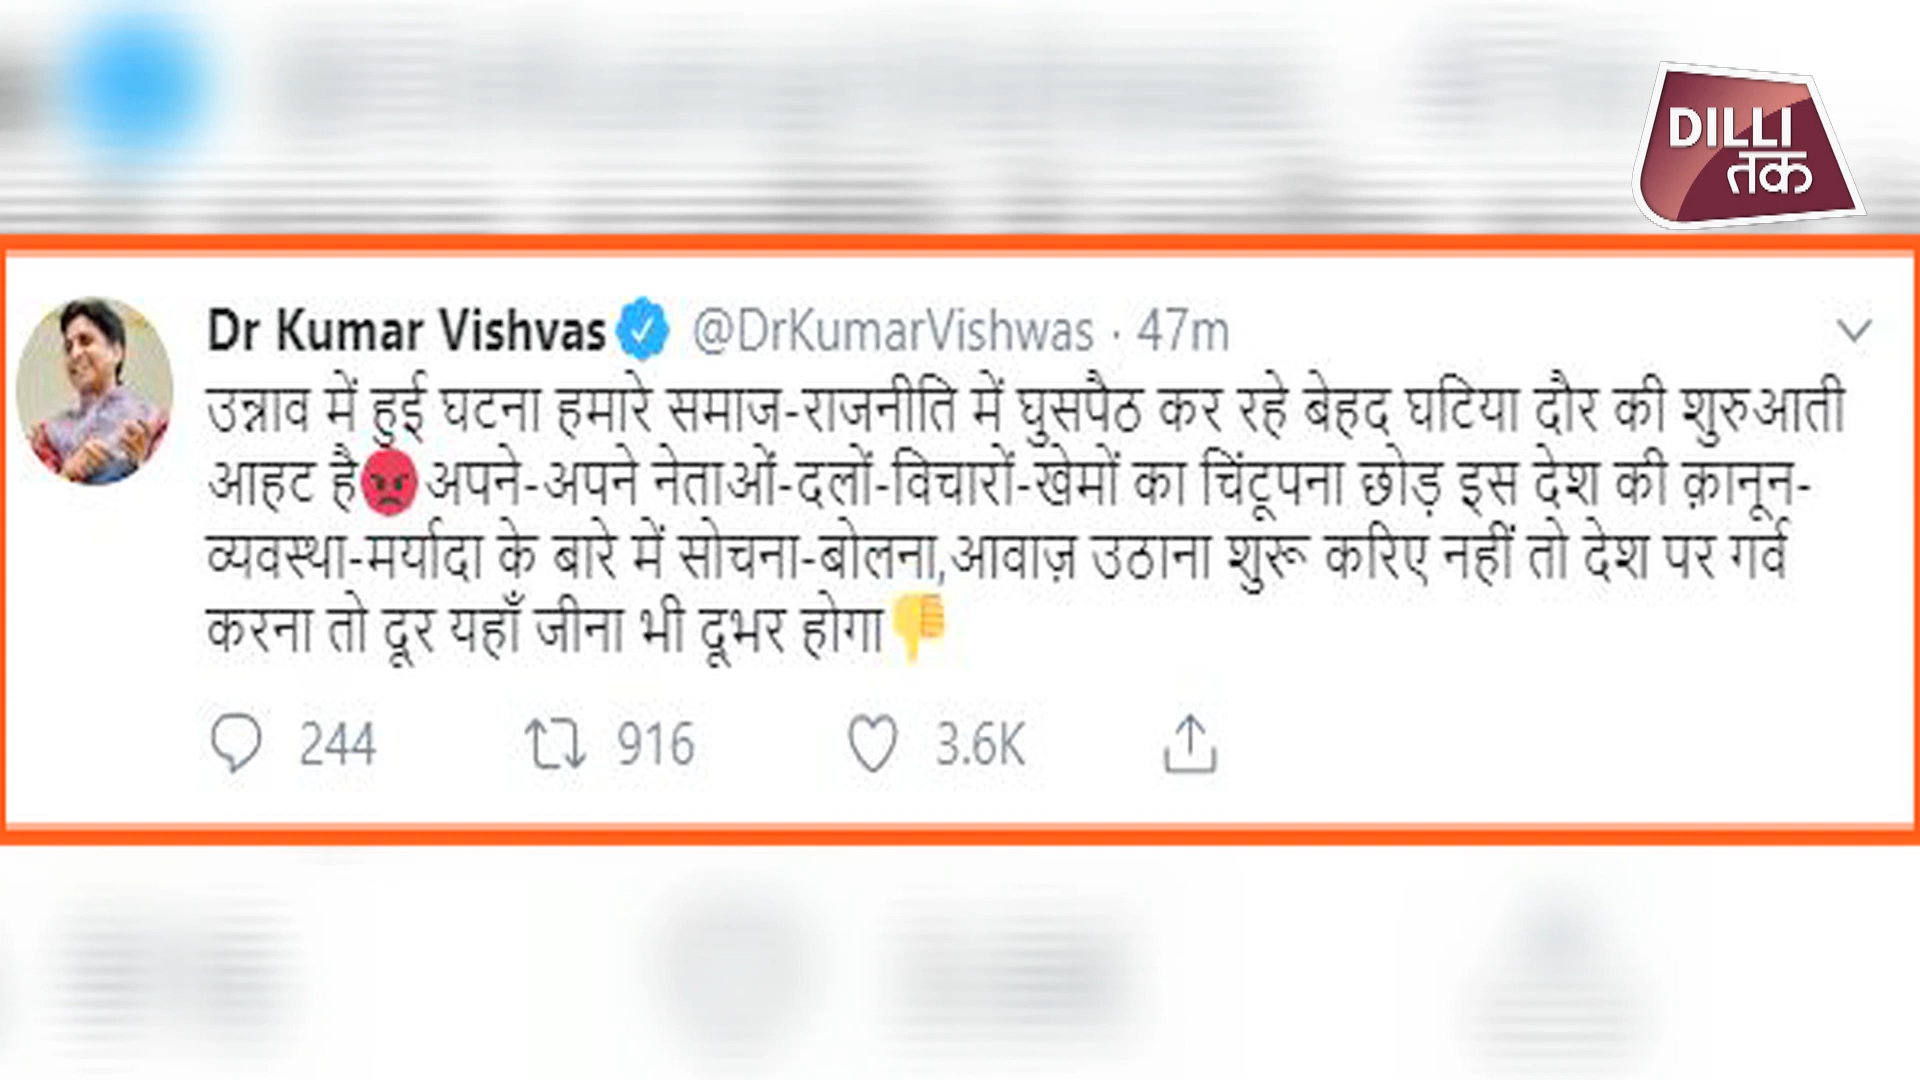 DILLI
तक
Dr Kumar Vishvas @DrKumarVishwas · 47m
उन्नाव में हुई घटना हमारे समाज-राजनीति में घुसपैठ कर रहे बेहद घटिया दौर की शुरुआती
आहट है😡अपने-अपने नेताओं-दलों-विचारों-खेमों का चिंटूपना छोड़ इस देश की क़ानून-
व्यवस्था-मर्यादा के बारे में सोचना-बोलना,आवाज़ उठाना शुरू करिए नहीं तो देश पर गर्व
करना तो दूर यहाँ जीना भी दूभर होगा👎
244 916 3.6K